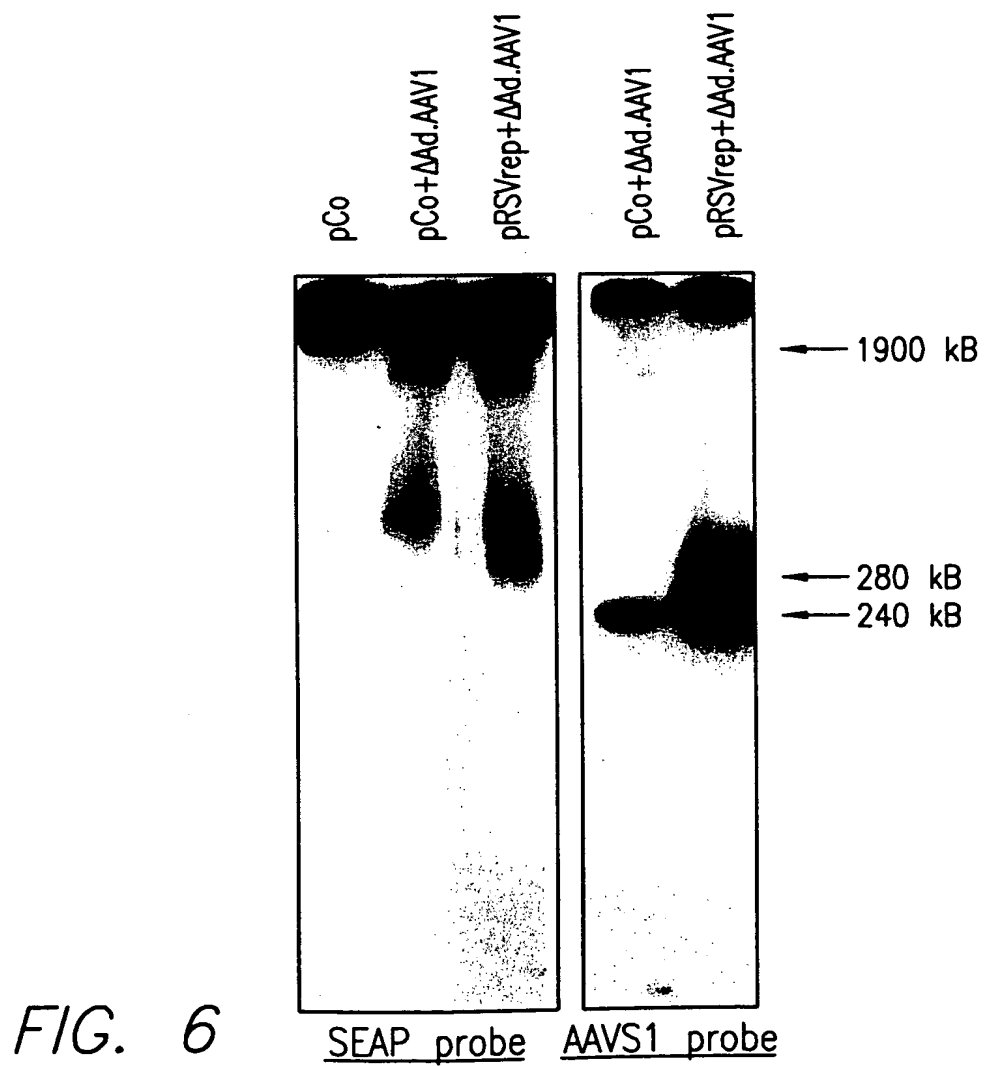 pCo
pCo+ΔAd.AAV1
pRSVrep+ΔAd.AAV1
pCo+ΔAd.AAV1
pRSVrep+ΔAd.AAV1
1900 kB
280 kB
240 kB
SEAP probe
AAVS1 probe
FIG. 6